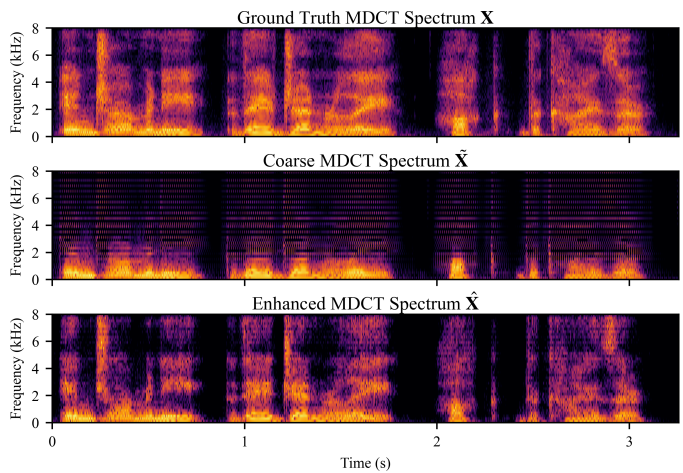 Ground Truth MDCT Spectrum X
Frequency (kHz)
8
6
4
2
0
Coarse MDCT Spectrum X̃
Frequency (kHz)
8
6
4
2
0
Enhanced MDCT Spectrum X̂
Frequency (kHz)
8
6
4
2
0
0 1 2 3
Time (s)